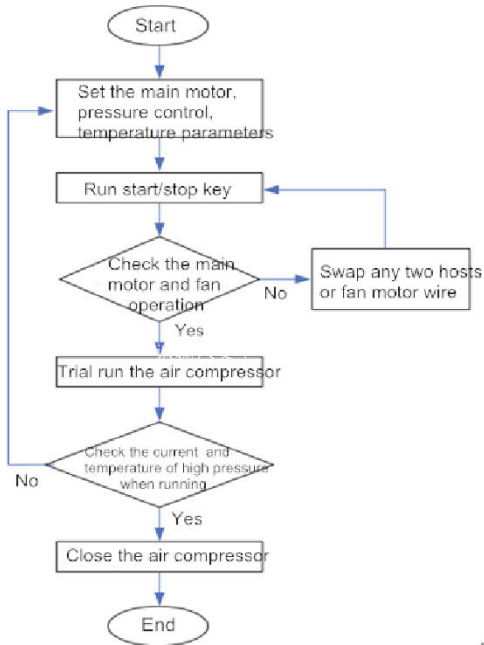 Start
Set the main motor,
pressure control,
temperature parameters
Run start/stop key
Check the main
motor and fan
operation
No
Swap any two hosts
or fan motor wire
Yes
Trial run the air compressor
Check the current and
temperature of high pressure
when running
No
Yes
Close the air compressor
End